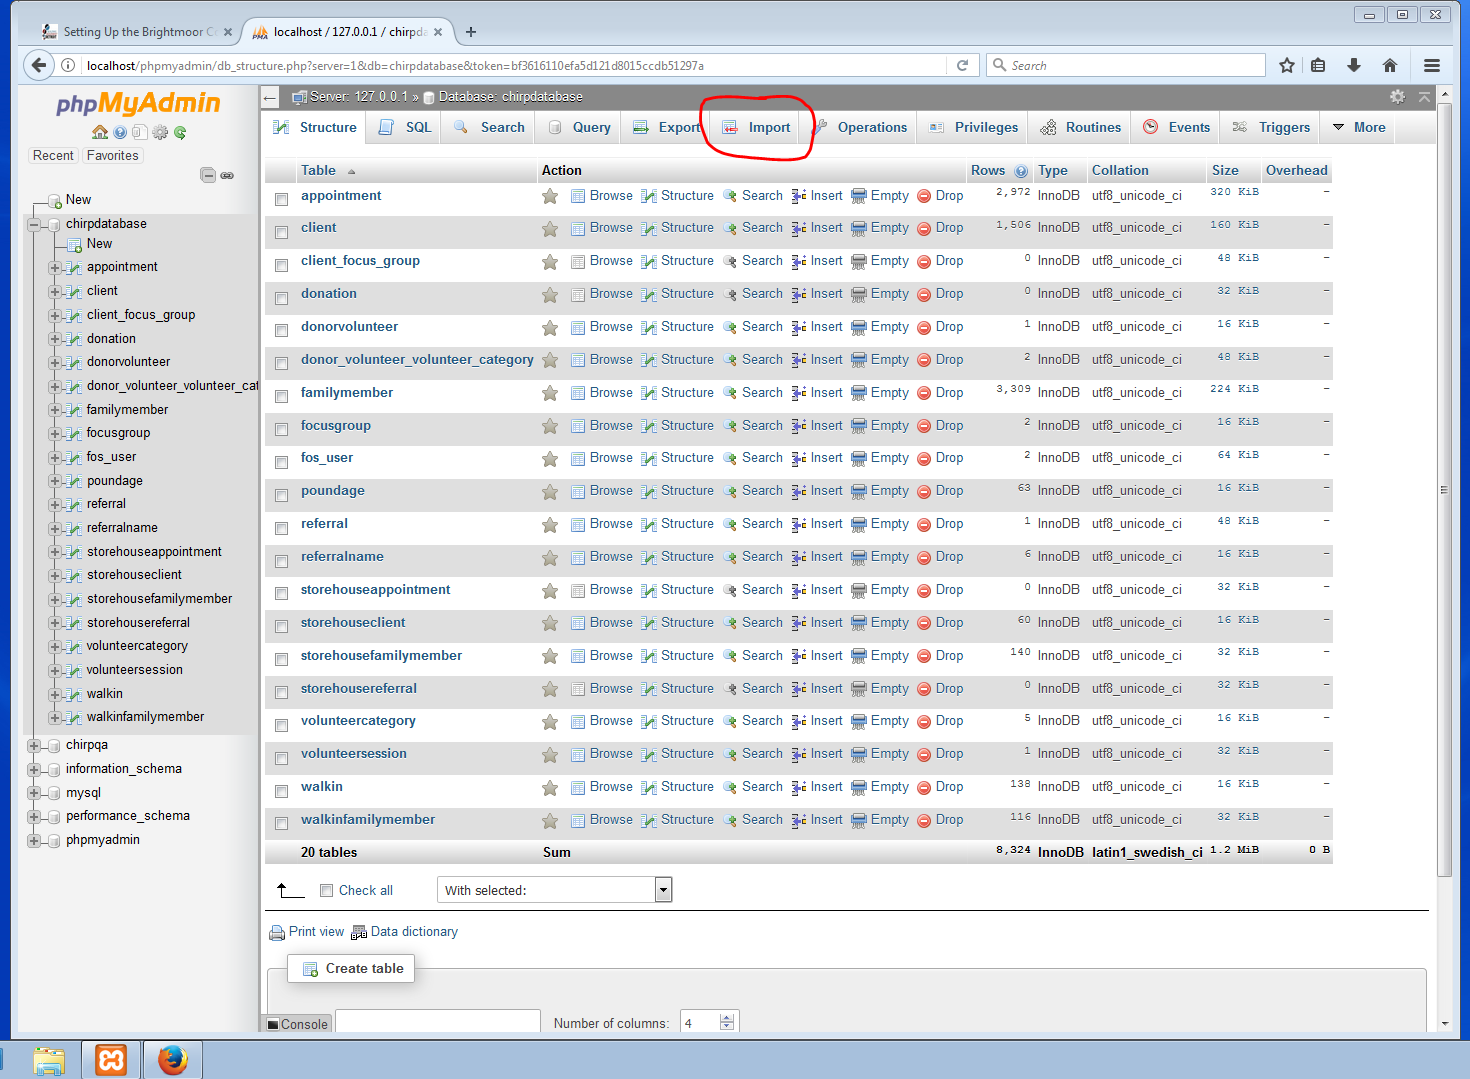 Setting Up the Brightmoor C
localhost / 127.0.0.1 / chirpda
localhost/phpmyadmin/db_structure.php?server=1&db=chirpdatabase&token=bf3616110efa5d121d8015ccdb51297a
Search
phpMyAdmin
Recent Favorites
New
chirpdatabase
New
appointment
client
client_focus_group
donation
donorvolunteer
donor_volunteer_volunteer_cat
familymember
focusgroup
fos_user
poundage
referral
referralname
storehouseappointment
storehouseclient
storehousefamilymember
storehousereferral
volunteercategory
volunteersession
walkin
walkinfamilymember
chirpqa
information_schema
mysql
performance_schema
phpmyadmin
Server: 127.0.0.1 » Database: chirpdatabase
Structure SQL Search Query Export Import Operations Privileges Routines Events Triggers More
Table Action Rows Type Collation Size Overhead
appointment Browse Structure Search Insert Empty Drop 2,972 InnoDB utf8_unicode_ci 320 KiB -
client Browse Structure Search Insert Empty Drop 1,506 InnoDB utf8_unicode_ci 160 KiB -
client_focus_group Browse Structure Search Insert Empty Drop 0 InnoDB utf8_unicode_ci 48 KiB -
donation Browse Structure Search Insert Empty Drop 0 InnoDB utf8_unicode_ci 32 KiB -
donorvolunteer Browse Structure Search Insert Empty Drop 1 InnoDB utf8_unicode_ci 16 KiB -
donor_volunteer_volunteer_category Browse Structure Search Insert Empty Drop 2 InnoDB utf8_unicode_ci 48 KiB -
familymember Browse Structure Search Insert Empty Drop 3,309 InnoDB utf8_unicode_ci 224 KiB -
focusgroup Browse Structure Search Insert Empty Drop 2 InnoDB utf8_unicode_ci 16 KiB -
fos_user Browse Structure Search Insert Empty Drop 2 InnoDB utf8_unicode_ci 64 KiB -
poundage Browse Structure Search Insert Empty Drop 63 InnoDB utf8_unicode_ci 16 KiB -
referral Browse Structure Search Insert Empty Drop 1 InnoDB utf8_unicode_ci 48 KiB -
referralname Browse Structure Search Insert Empty Drop 6 InnoDB utf8_unicode_ci 16 KiB -
storehouseappointment Browse Structure Search Insert Empty Drop 0 InnoDB utf8_unicode_ci 32 KiB -
storehouseclient Browse Structure Search Insert Empty Drop 60 InnoDB utf8_unicode_ci 16 KiB -
storehousefamilymember Browse Structure Search Insert Empty Drop 140 InnoDB utf8_unicode_ci 32 KiB -
storehousereferral Browse Structure Search Insert Empty Drop 0 InnoDB utf8_unicode_ci 32 KiB -
volunteercategory Browse Structure Search Insert Empty Drop 5 InnoDB utf8_unicode_ci 16 KiB -
volunteersession Browse Structure Search Insert Empty Drop 1 InnoDB utf8_unicode_ci 32 KiB -
walkin Browse Structure Search Insert Empty Drop 138 InnoDB utf8_unicode_ci 16 KiB -
walkinfamilymember Browse Structure Search Insert Empty Drop 116 InnoDB utf8_unicode_ci 32 KiB -
20 tables Sum 8,324 InnoDB latin1_swedish_ci 1.2 MiB 0 B
Check all With selected:
Print view Data dictionary
Create table
Console Number of columns: 4